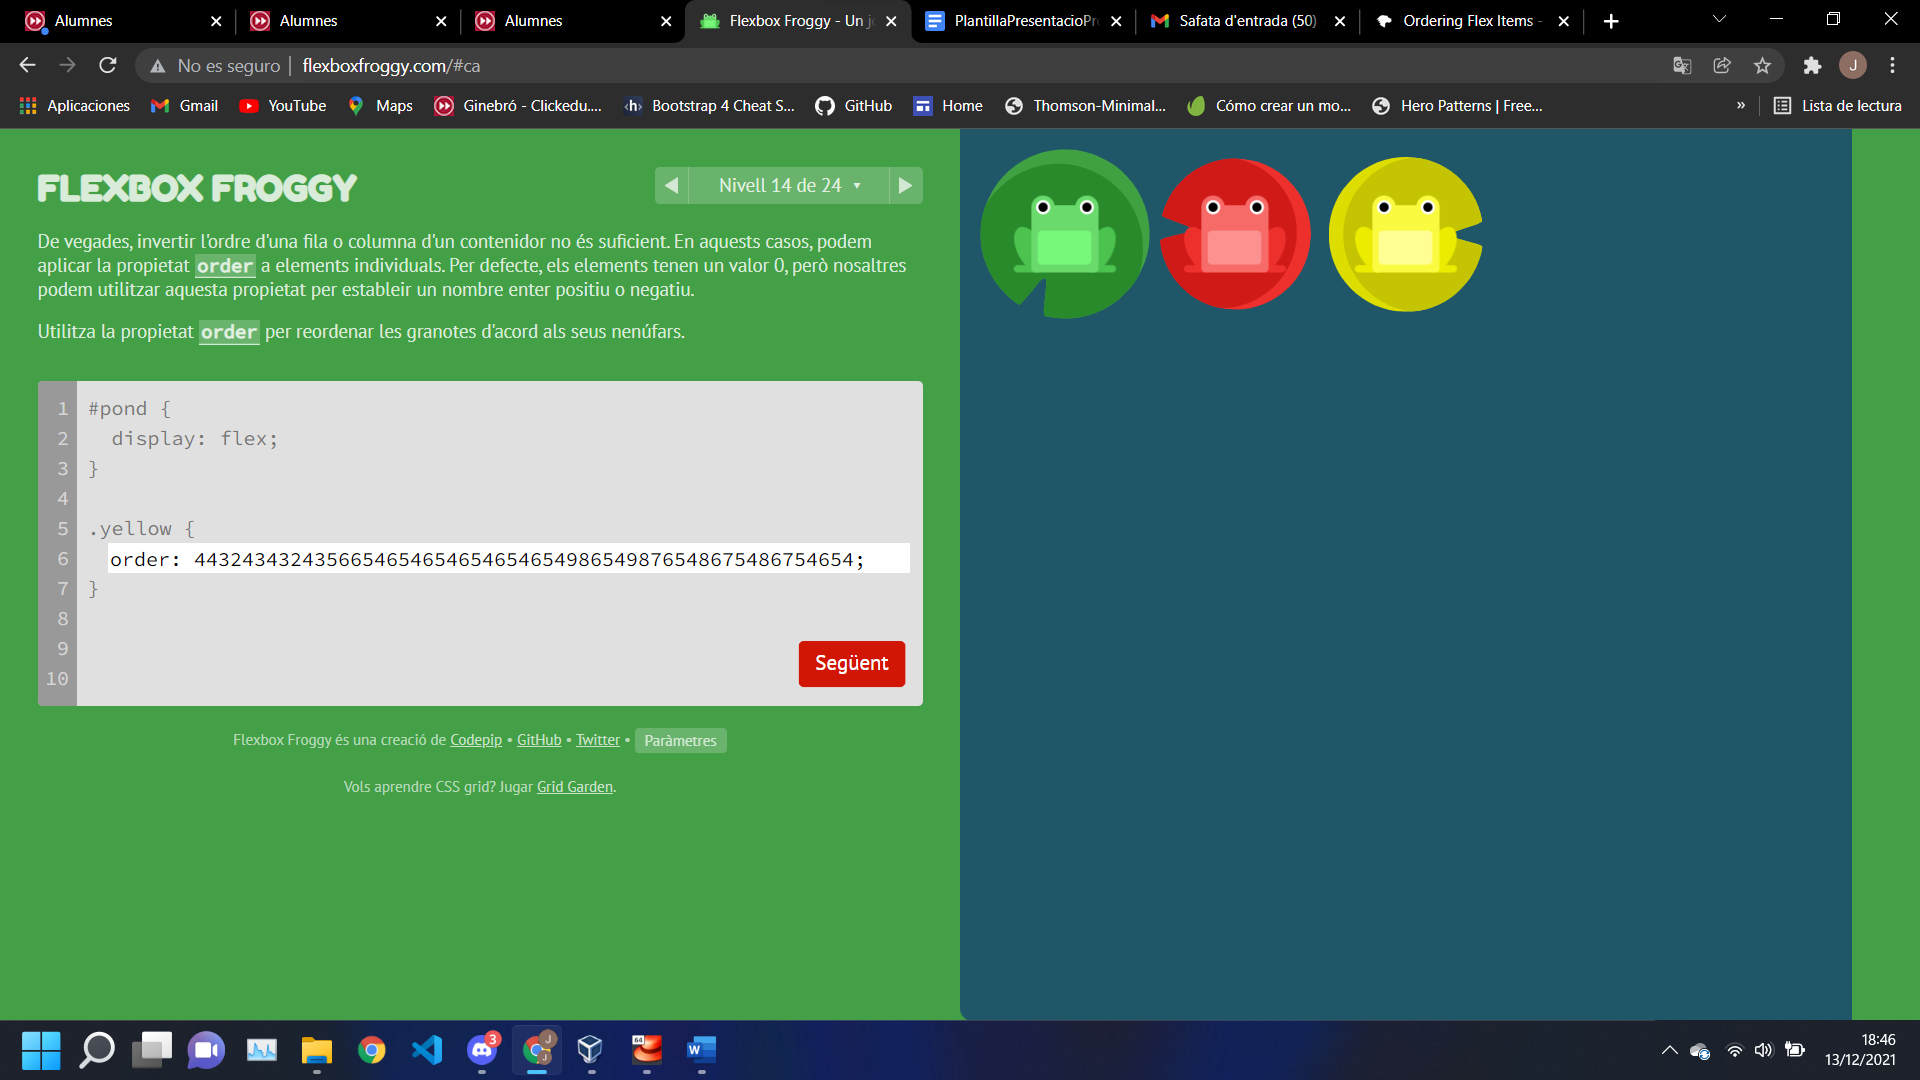 Alumnes
Alumnes
Alumnes
Flexbox Froggy - Un j
PlantillaPresentacioPr
Safata d'entrada (50)
Ordering Flex Items -
No es seguro
flexboxfroggy.com/#ca
J
Aplicaciones
Gmail
YouTube
Maps
Ginebró - Clickedu....
Bootstrap 4 Cheat S...
GitHub
Home
Thomson-Minimal...
Cómo crear un mo...
Hero Patterns | Free...
»
Lista de lectura
FLEXBOX FROGGY
Nivell 14 de 24
De vegades, invertir l'ordre d'una fila o columna d'un contenidor no és suficient. En aquests casos, podem
aplicar la propietat order a elements individuals. Per defecte, els elements tenen un valor 0, però nosaltres
podem utilitzar aquesta propietat per estableir un nombre enter positiu o negatiu.
Utilitza la propietat order per reordenar les granotes d'acord als seus nenúfars.
1 #pond {
2 display: flex;
3 }
4
5 .yellow {
6 order: 44324343243566546546546546546549865498765486754867 54654;
7 }
8
9
10
Següent
Flexbox Froggy és una creació de Codepip • GitHub • Twitter • Paràmetres
Vols aprendre CSS grid? Jugar Grid Garden.
3
J
J
64
W
18:46
13/12/2021